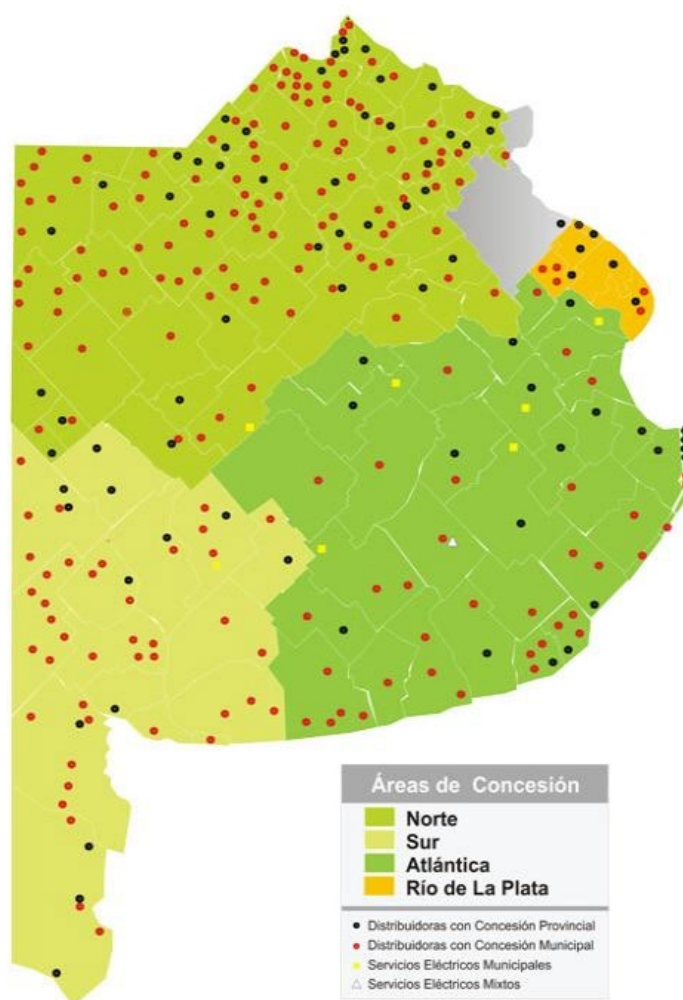 Áreas de Concesión
Norte
Sur
Atlántica
Río de La Plata
Distribuidoras con Concesión Provincial
Distribuidoras con Concesión Municipal
Servicios Eléctricos Municipales
Servicios Eléctricos Mixtos